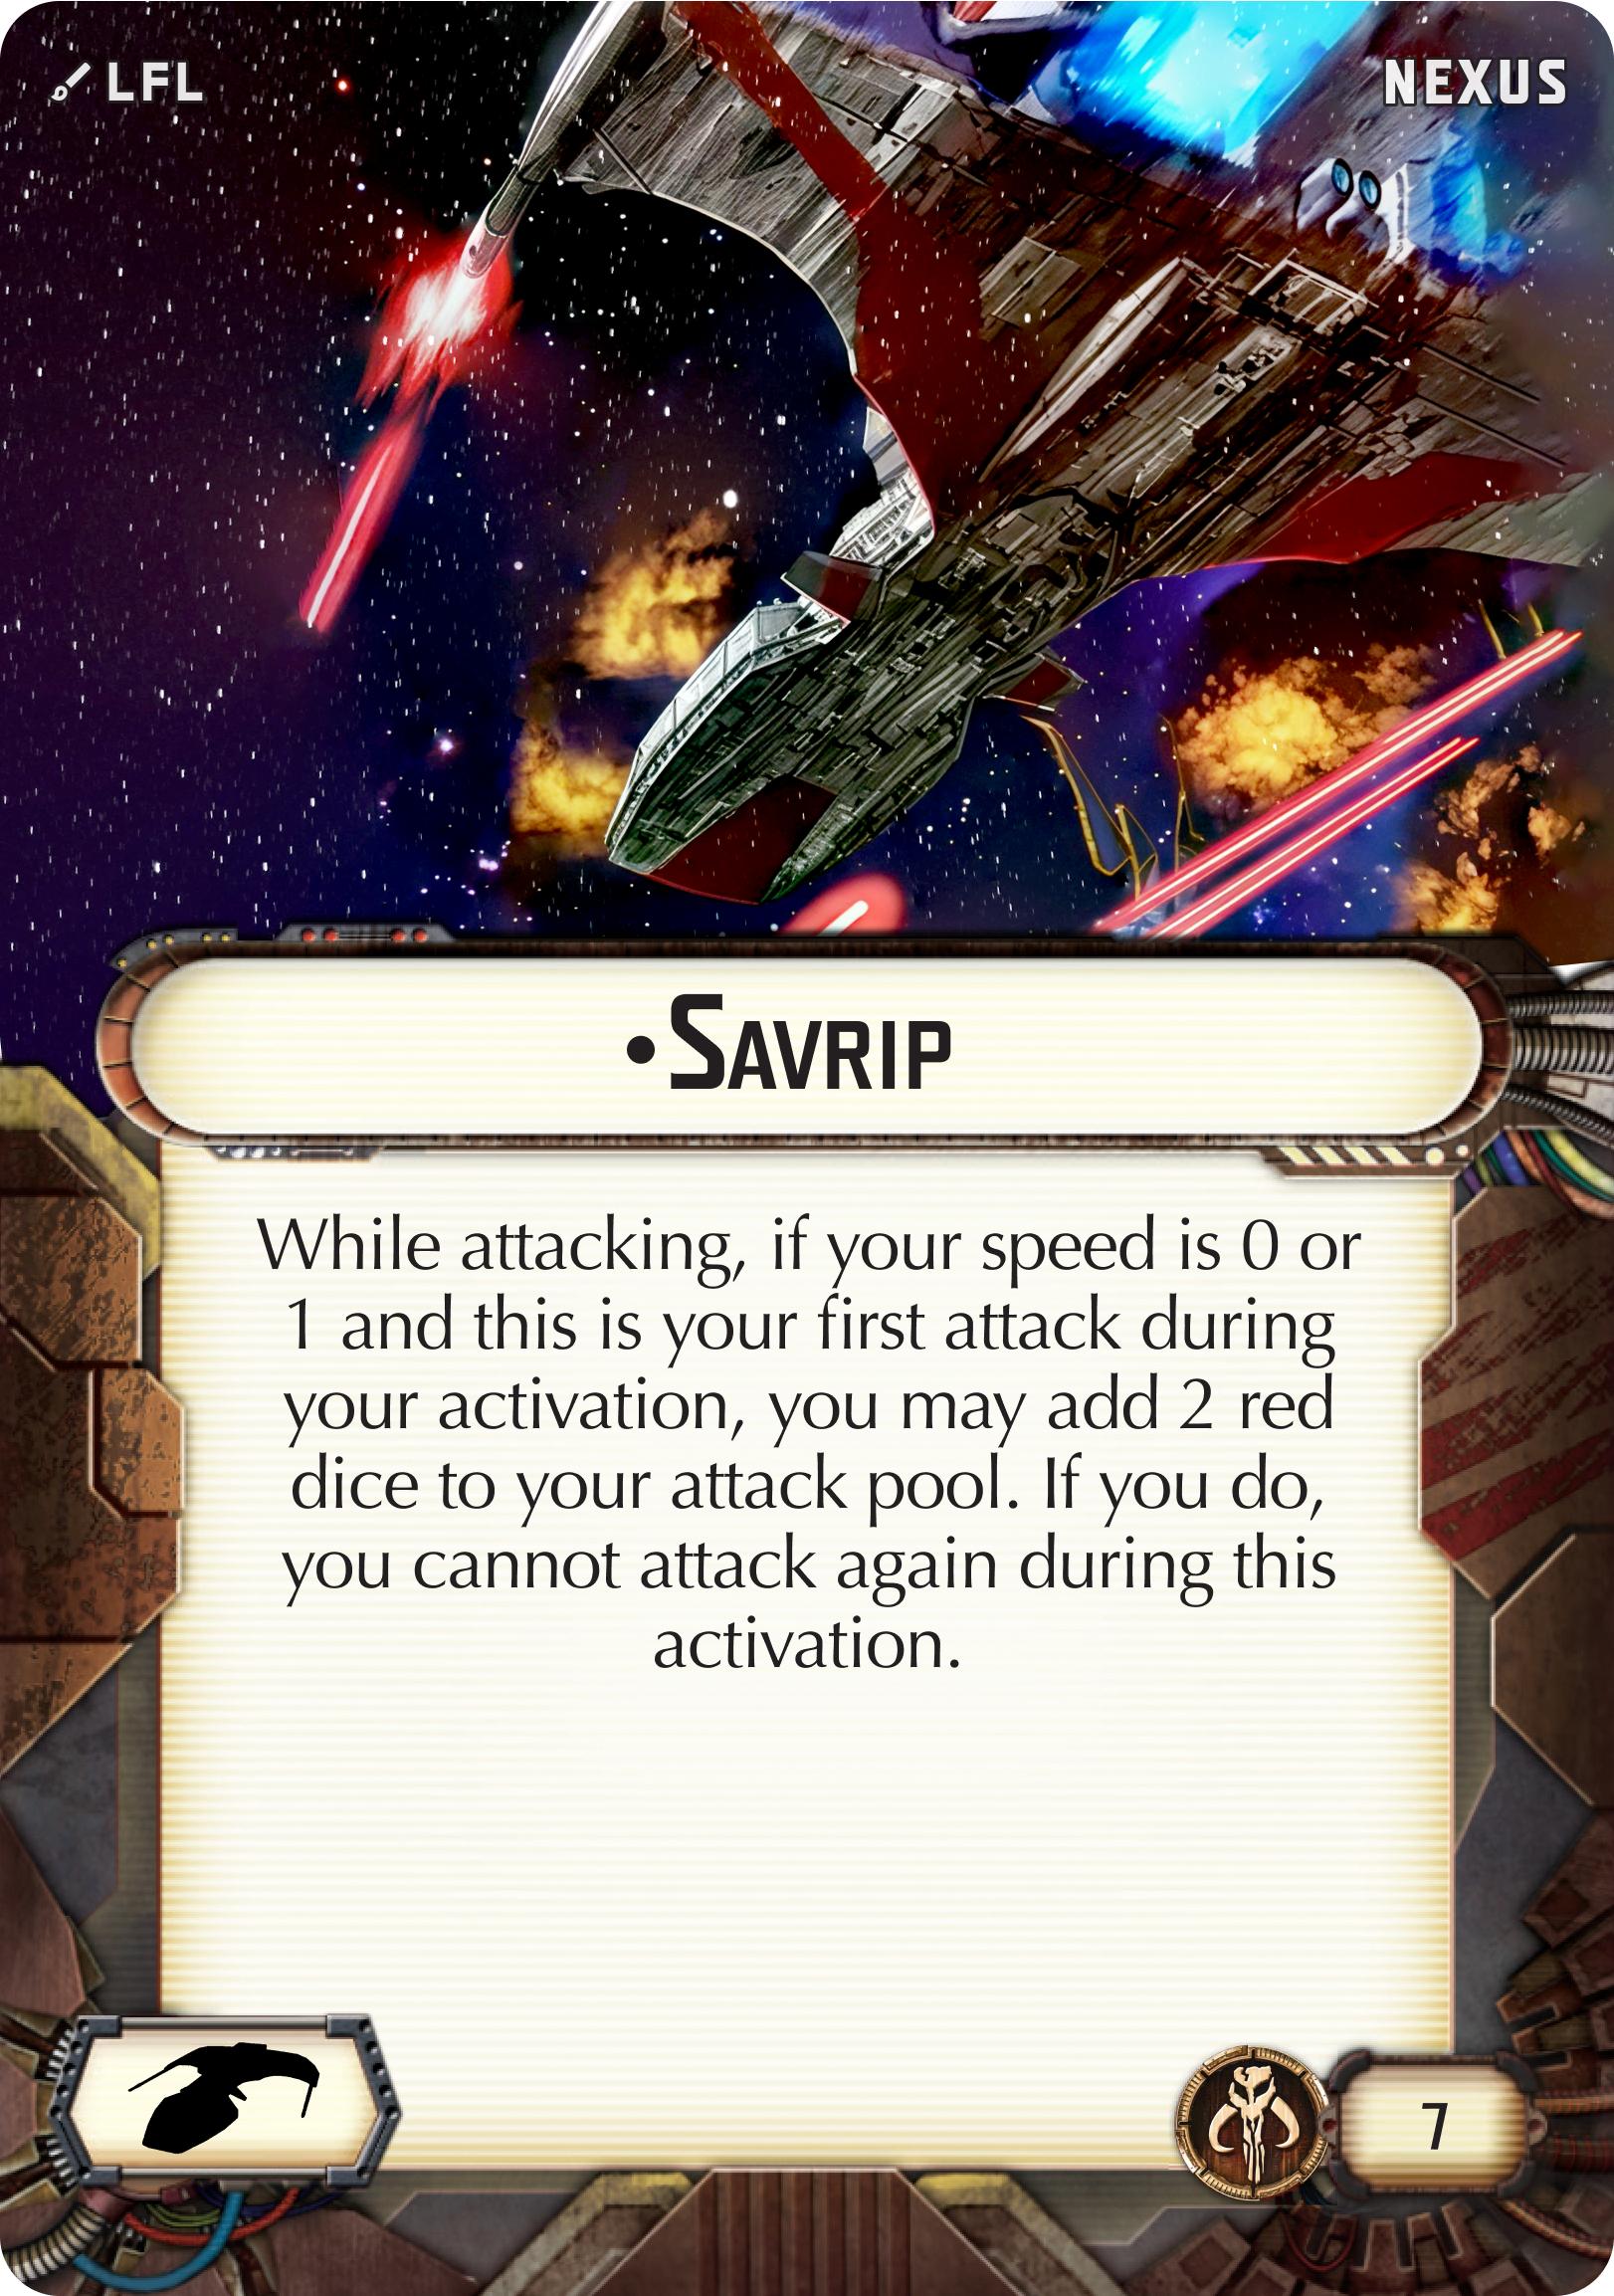 LFL
NEXUS
•SAVRIP
While attacking, if your speed is 0 or
1 and this is your first attack during
your activation, you may add 2 red
dice to your attack pool. If you do,
you cannot attack again during this
activation.
7